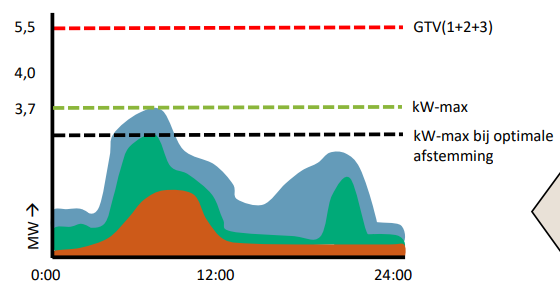 5,5
GTV(1+2+3)
4,0
3,7
kW-max
kW-max bij optimale
afstemming
MW →
0:00
12:00
24:00